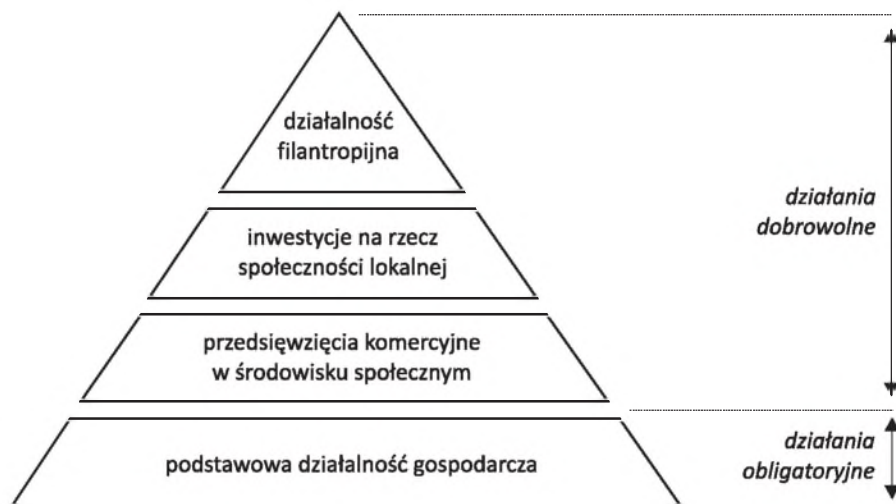 działalność
filantropijna
inwestycje na rzecz
społeczności lokalnej
przedsięwzięcia komercyjne
w środowisku społecznym
podstawowa działalność gospodarcza
działania
dobrowolne
działania
obligatoryjne